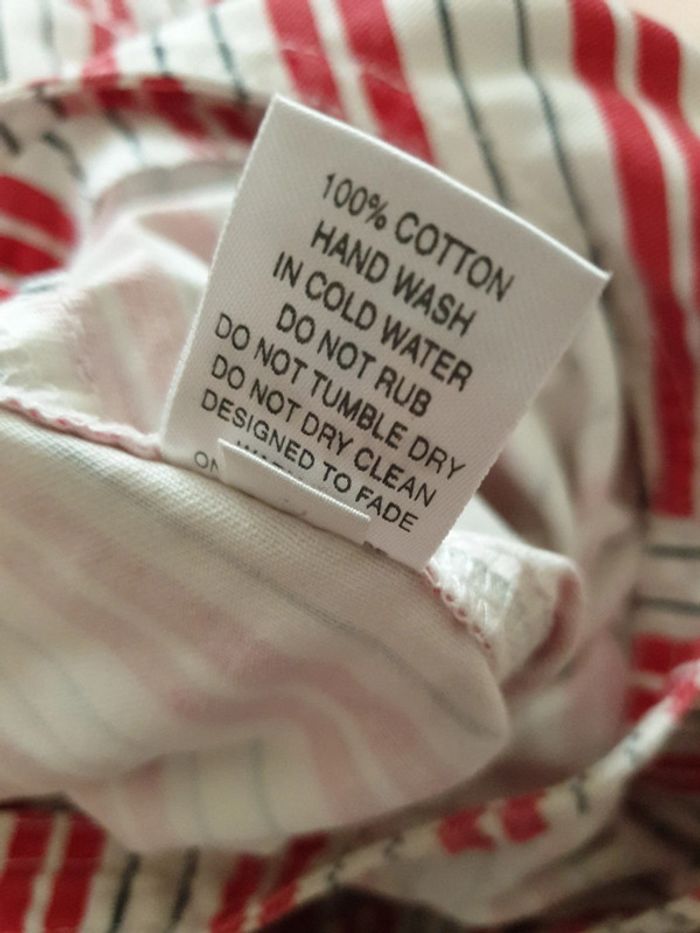 100% COTTON
HAND WASH
IN COLD WATER
DO NOT RUB
DO NOT TUMBLE DRY
DO NOT DRY CLEAN
DESIGNED TO FADE